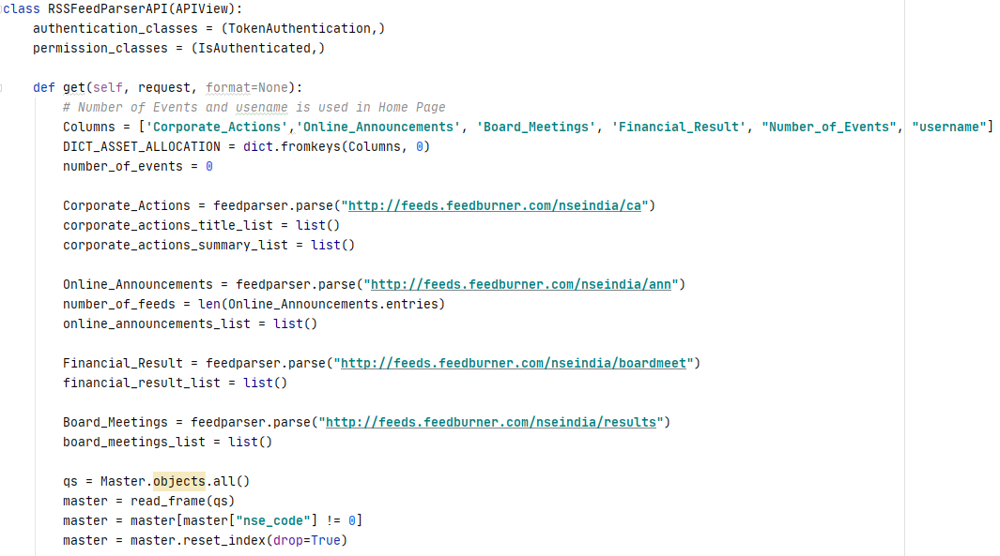 class RSSFeedParserAPI(APIView):
    authentication_classes = (TokenAuthentication,)
    permission_classes = (IsAuthenticated,)

    def get(self, request, format=None):
        # Number of Events and usename is used in Home Page
        Columns = ['Corporate_Actions','Online_Announcements', 'Board_Meetings', 'Financial_Result', "Number_of_Events", "username"]
        DICT_ASSET_ALLOCATION = dict.fromkeys(Columns, 0)
        number_of_events = 0

        Corporate_Actions = feedparser.parse("http://feeds.feedburner.com/nseindia/ca")
        corporate_actions_title_list = list()
        corporate_actions_summary_list = list()

        Online_Announcements = feedparser.parse("http://feeds.feedburner.com/nseindia/ann")
        number_of_feeds = len(Online_Announcements.entries)
        online_announcements_list = list()

        Financial_Result = feedparser.parse("http://feeds.feedburner.com/nseindia/boardmeet")
        financial_result_list = list()

        Board_Meetings = feedparser.parse("http://feeds.feedburner.com/nseindia/results")
        board_meetings_list = list()

        qs = Master.objects.all()
        master = read_frame(qs)
        master = master[master["nse_code"] != 0]
        master = master.reset_index(drop=True)